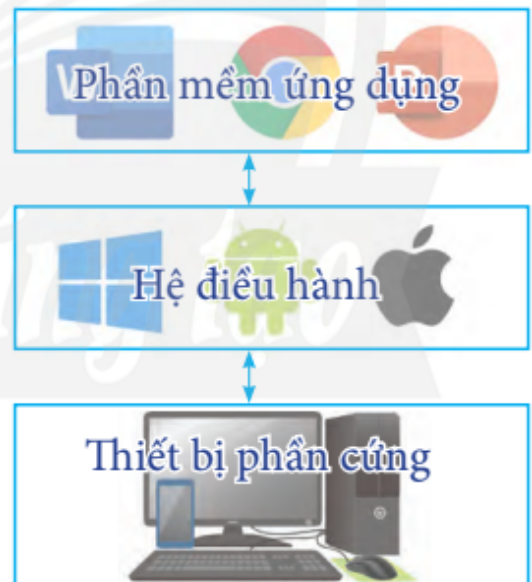 Phần mềm ứng dụng
Hệ điều hành
Thiết bị phần cứng